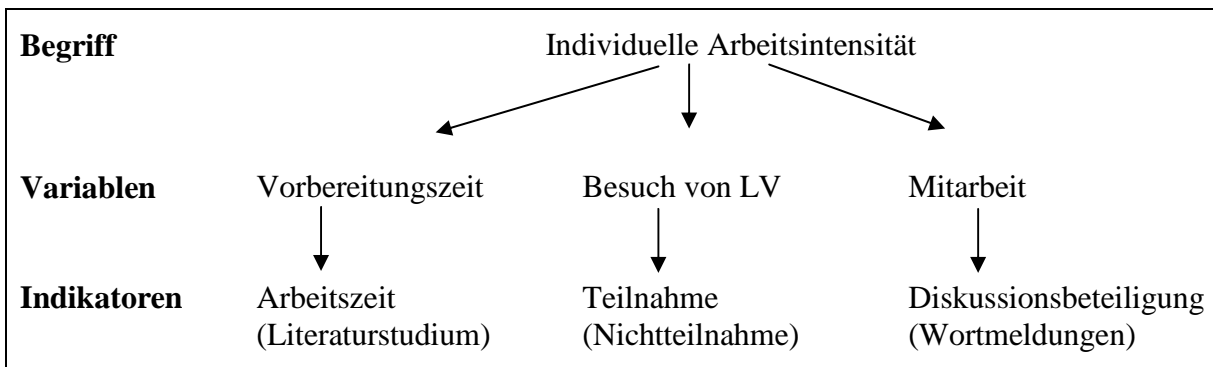 Begriff Individuelle Arbeitsintensität
Variablen Vorbereitungszeit Besuch von LV Mitarbeit
Indikatoren Arbeitszeit Teilnahme Diskussionsbeteiligung
(Literaturstudium) (Nichtteilnahme) (Wortmeldungen)